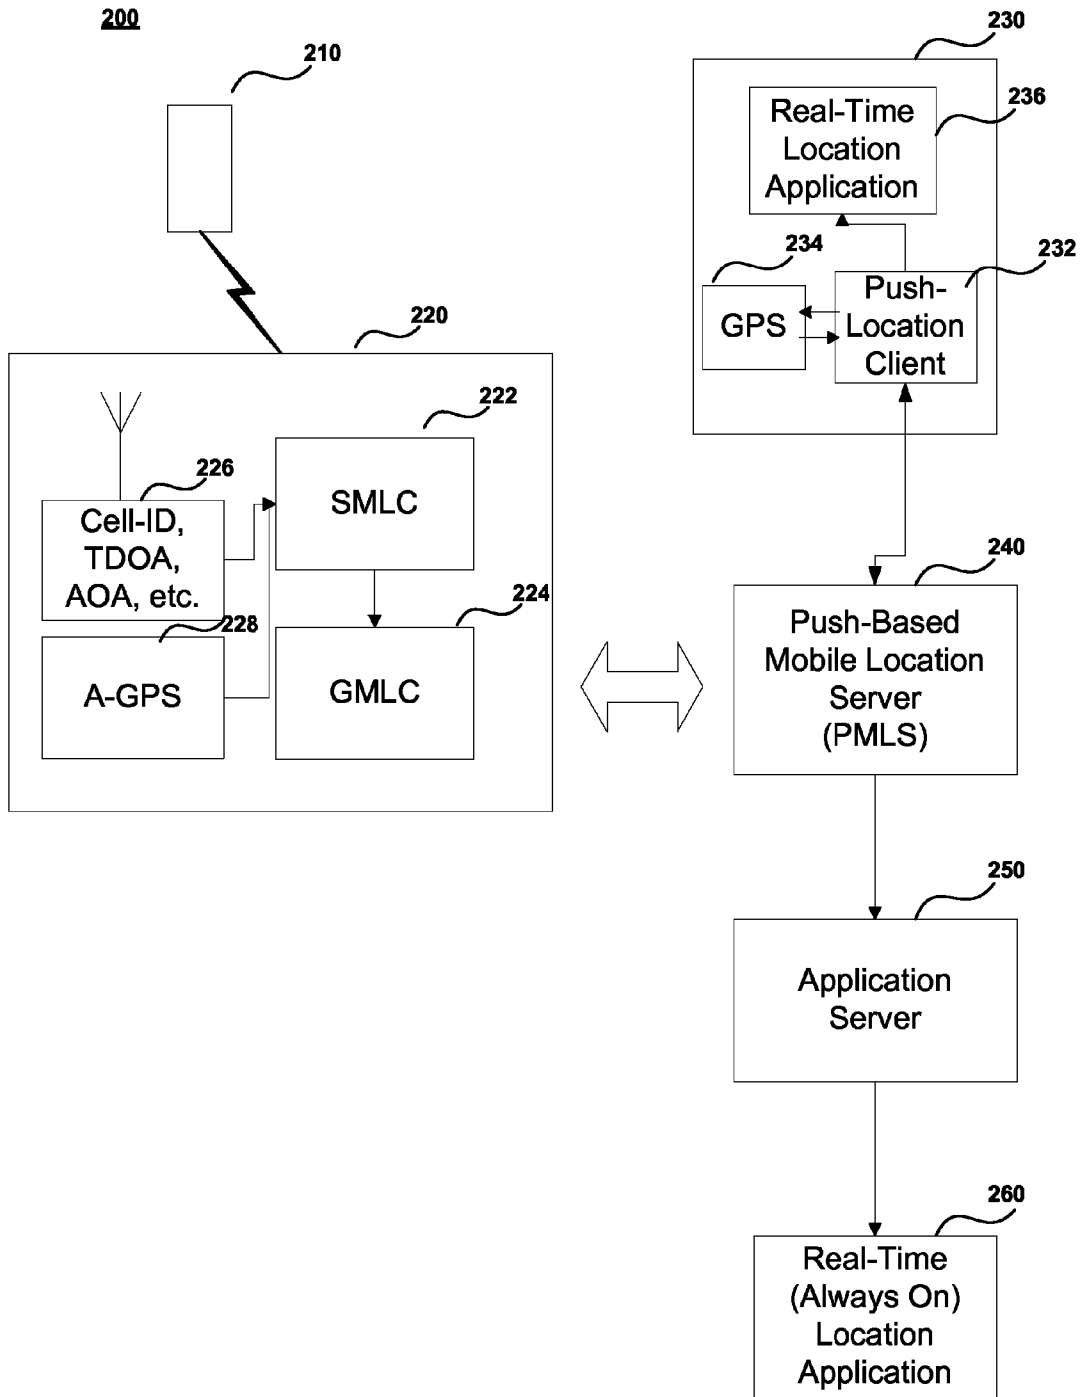 200
210
230
Real-Time
Location
Application
236
234
232
GPS
Push-
Location
Client
220
222
226
SMLC
Cell-ID,
TDOA,
AOA, etc.
228
A-GPS
224
GMLC
240
Push-Based
Mobile Location
Server
(PMLS)
250
Application
Server
260
Real-Time
(Always On)
Location
Application